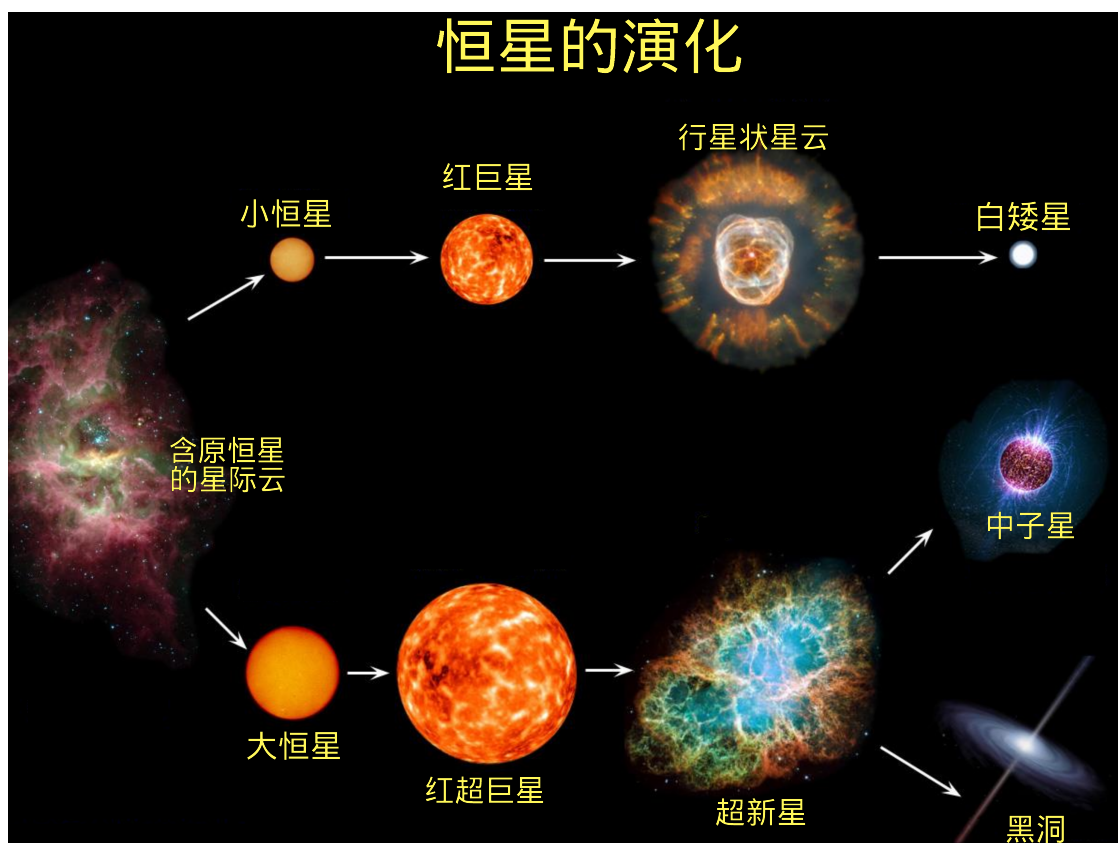 恒星的演化
行星状星云
红巨星
小恒星
白矮星
含原恒星
的星际云
中子星
大恒星
红超巨星
超新星
黑洞